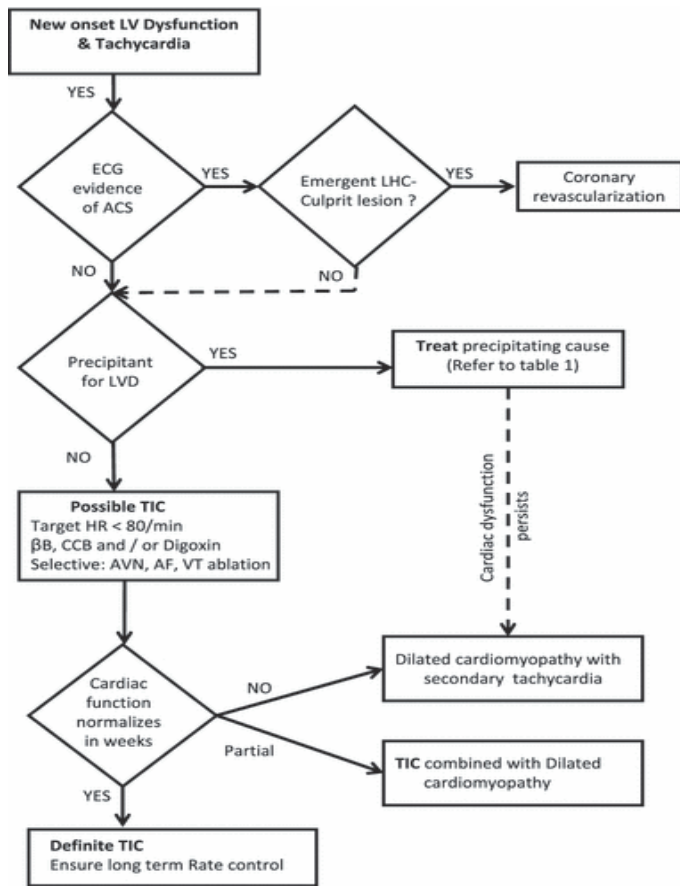 New onset LV Dysfunction
& Tachycardia
YES
ECG
evidence
of ACS
YES
Emergent LHC-
Culprit lesion ?
YES
Coronary
revascularization
NO
NO
Precipitant
for LVD
YES
Treat precipitating cause
(Refer to table 1)
NO
Cardiac dysfunction
persists
Possible TIC
Target HR < 80/min
βB, CCB and / or Digoxin
Selective: AVN, AF, VT ablation
Cardiac
function
normalizes
in weeks
NO
Dilated cardiomyopathy with
secondary tachycardia
Partial
TIC combined with Dilated
cardiomyopathy
YES
Definite TIC
Ensure long term Rate control